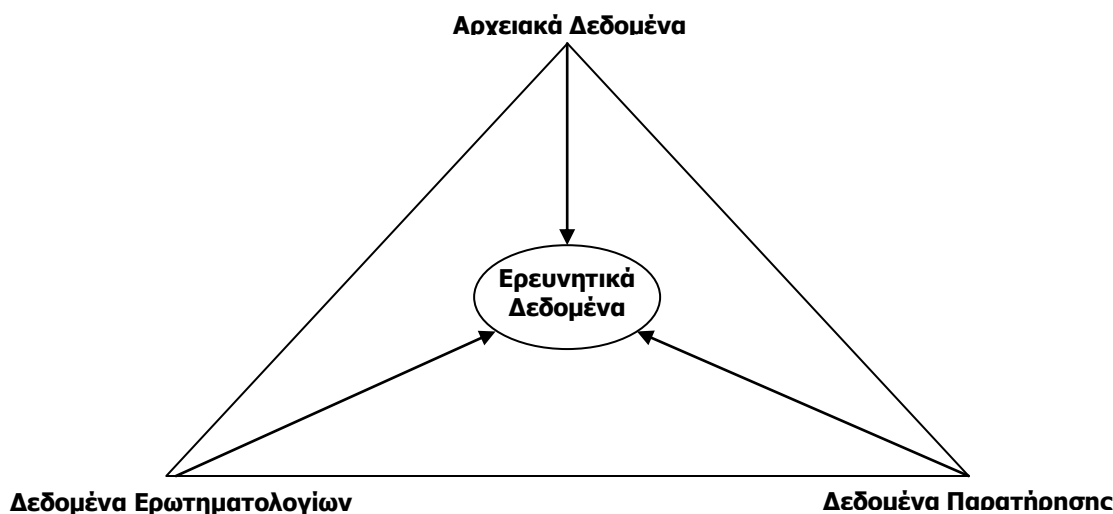 Αρχειακά Δεδομένα
Ερευνητικά
Δεδομένα
Δεδομένα Ερωτηματολογίων
Δεδομένα Παρατήρησης